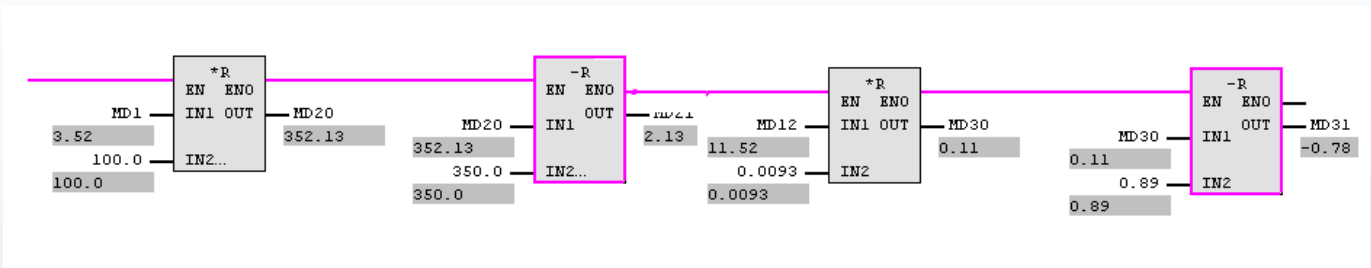 *R
EN ENO
MD1 IN1 OUT MD20
3.52 352.13
100.0 IN2...
100.0
-R
EN ENO
OUT
MD20 IN1
352.13 2.13
350.0 IN2...
350.0
*R
EN ENO
MD12 IN1 OUT MD30
11.52 0.11
0.0093 IN2
0.0093
-R
EN ENO
OUT MD31
MD30 IN1 -0.78
0.11
0.89 IN2
0.89